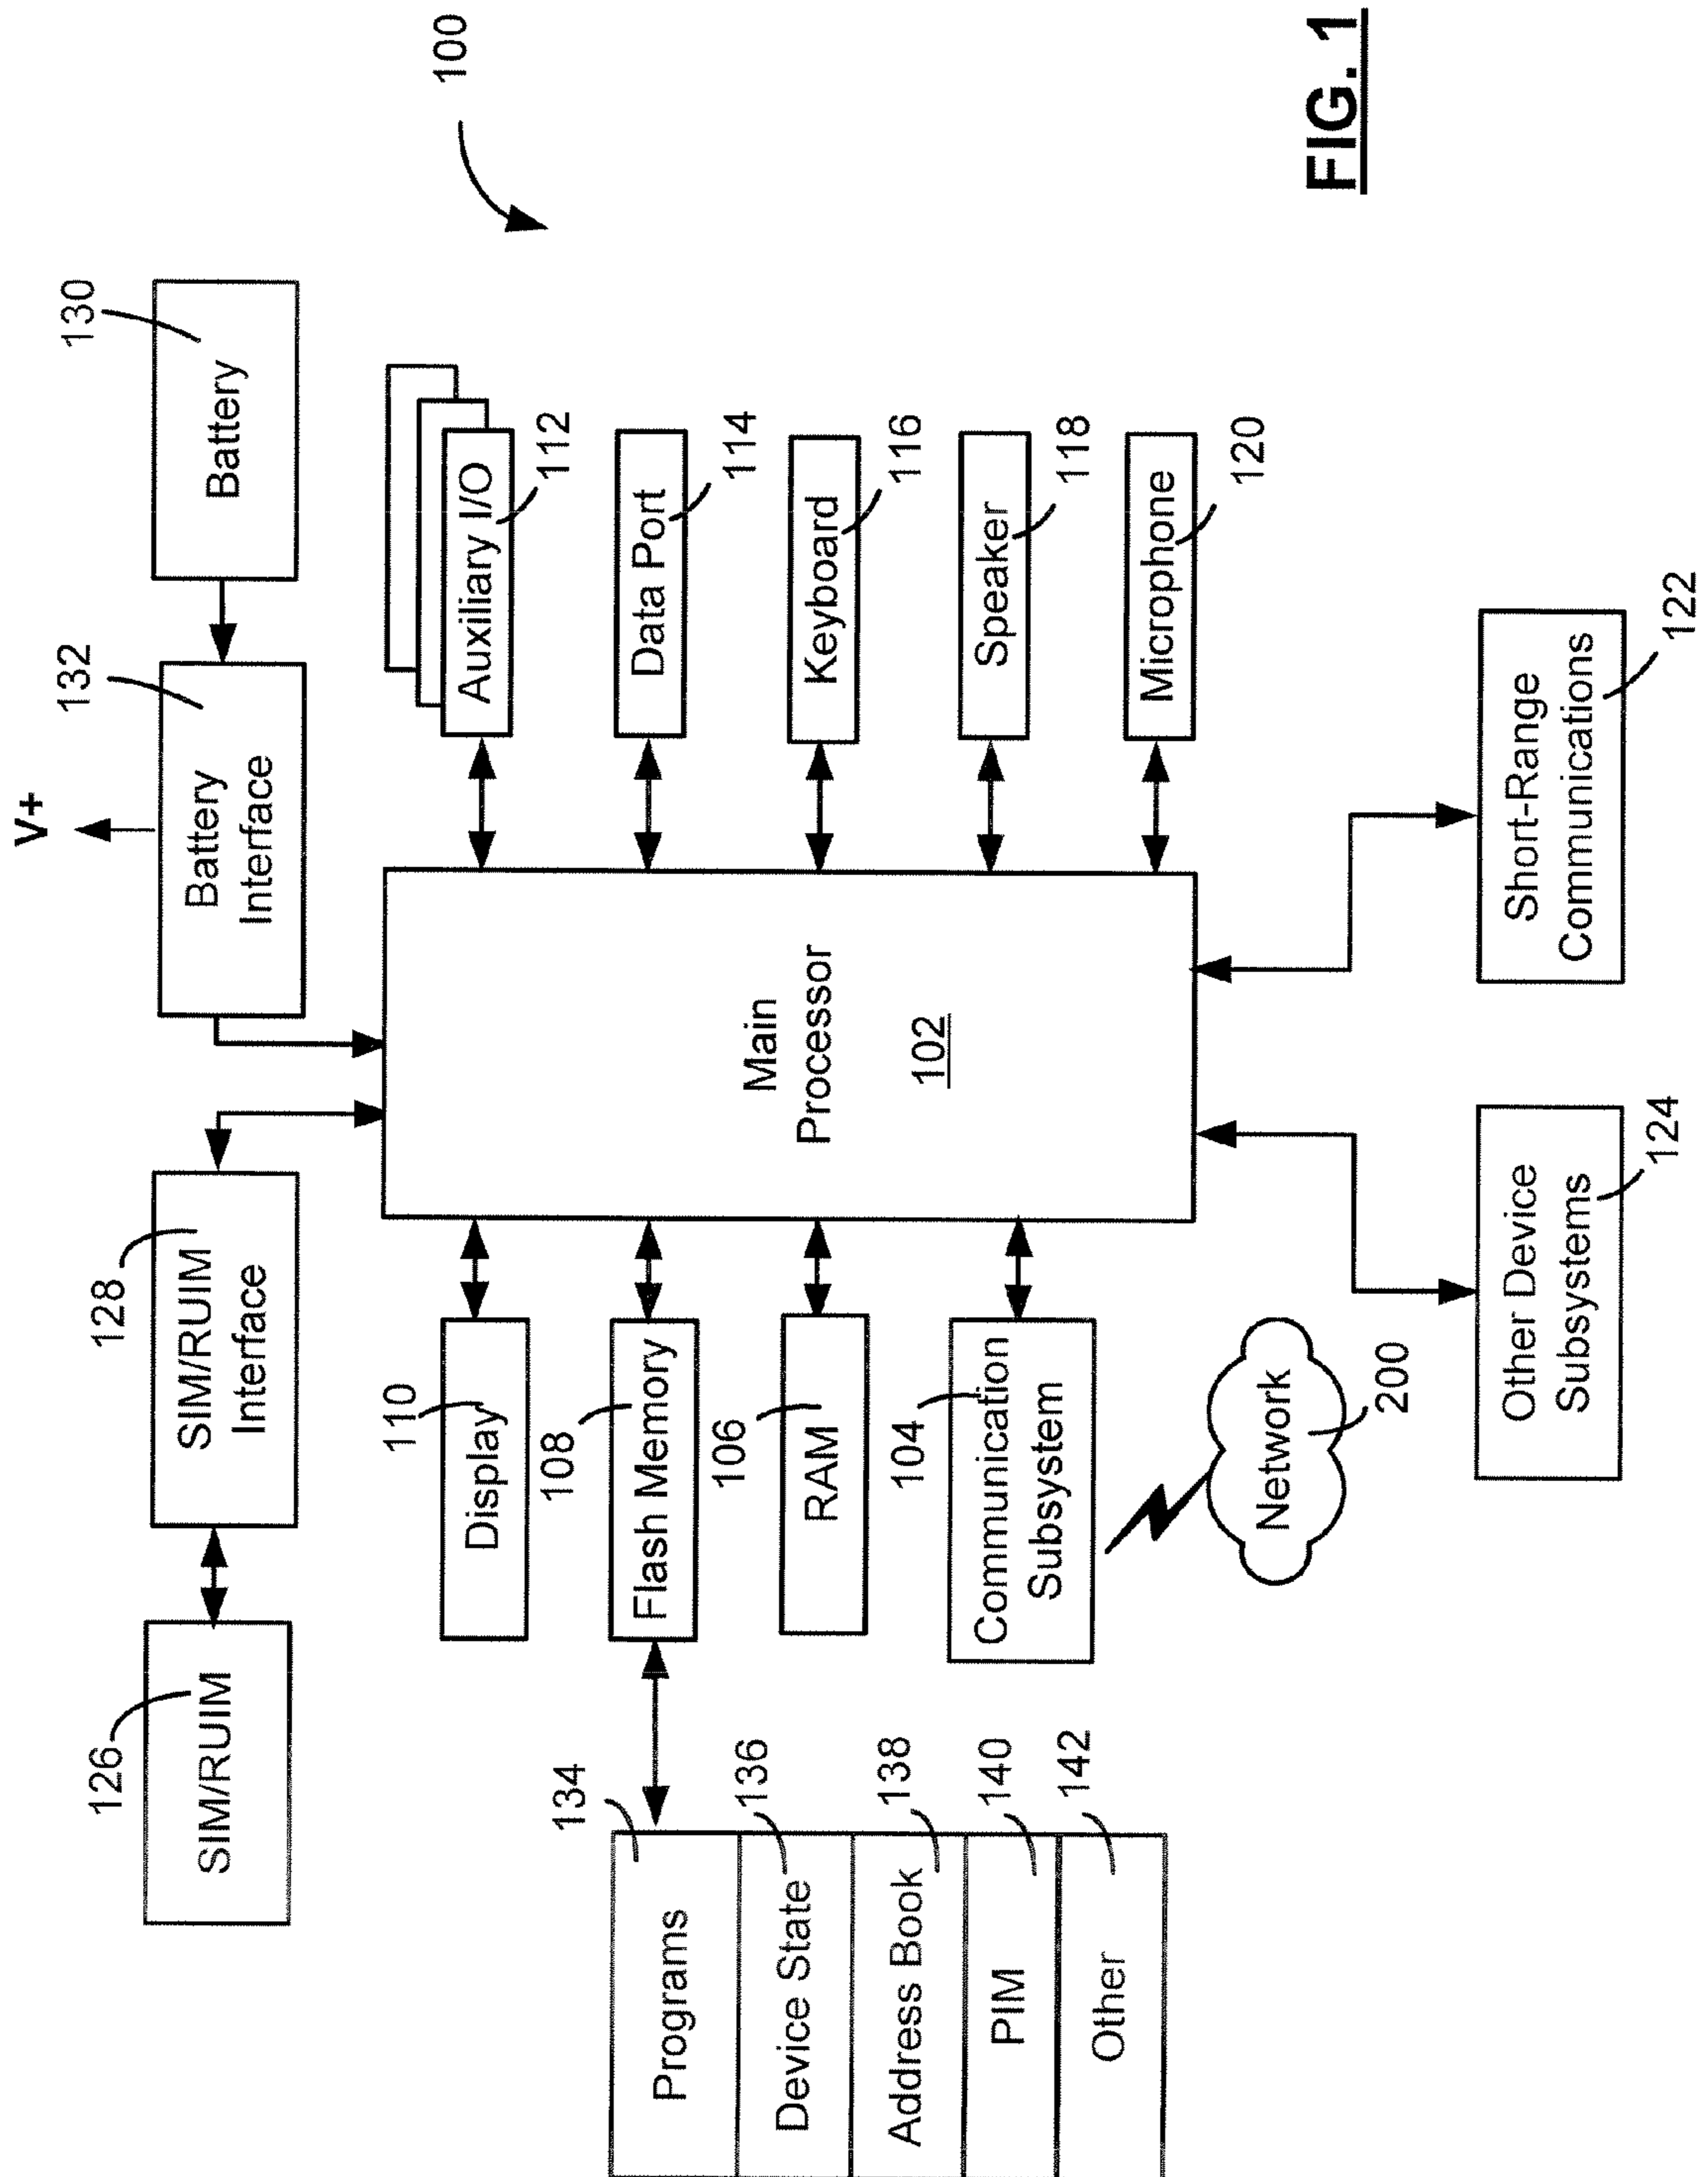 126
SIM/RUIM
128
SIM/RUIM
Interface
V+
132
Battery
Interface
130
Battery
100
134
Programs
136
Device State
138
Address Book
140
PIM
142
Other
110
Display
108
Flash Memory
106
RAM
104
Communication
Subsystem
Network
200
Main
Processor
102
Auxiliary I/O
112
Data Port
114
Keyboard
116
Speaker
118
Microphone
120
Other Device
Subsystems
124
Short-Range
Communications
122
FIG. 1